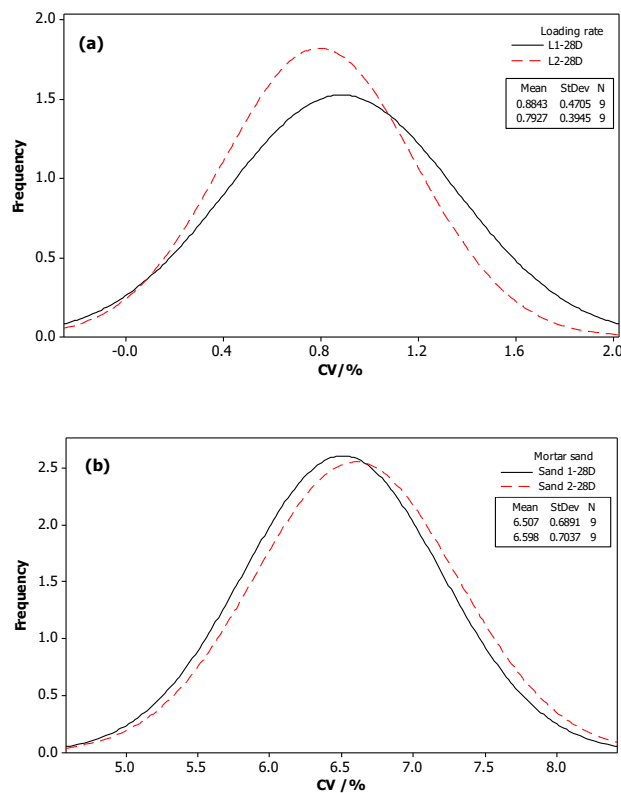 (a)
Loading rate
L1-28D
L2-28D
Mean StDev N
0.8843 0.4705 9
0.7927 0.3945 9
Frequency
2.0
1.5
1.0
0.5
0.0
-0.0 0.4 0.8 1.2 1.6 2.0
CV/%
(b)
Mortar sand
Sand 1-28D
Sand 2-28D
Mean StDev N
6.507 0.6891 9
6.598 0.7037 9
Frequency
2.5
2.0
1.5
1.0
0.5
0.0
5.0 5.5 6.0 6.5 7.0 7.5 8.0
CV /%